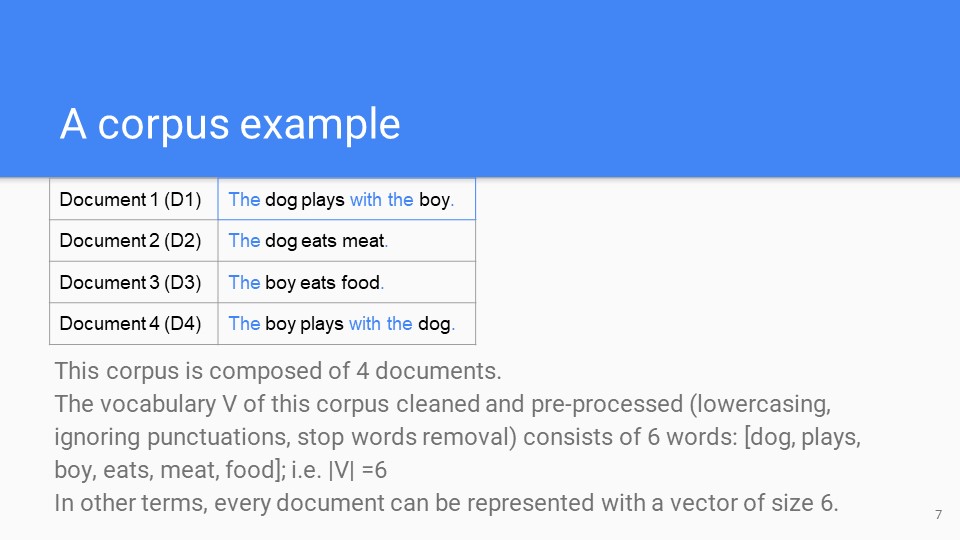 A corpus example
Document 1 (D1) The dog plays with the boy.
Document 2 (D2) The dog eats meat.
Document 3 (D3) The boy eats food.
Document 4 (D4) The boy plays with the dog.
This corpus is composed of 4 documents.
The vocabulary V of this corpus cleaned and pre-processed (lowercasing,
ignoring punctuations, stop words removal) consists of 6 words: [dog, plays,
boy, eats, meat, food]; i.e. |V| =6
In other terms, every document can be represented with a vector of size 6.
7